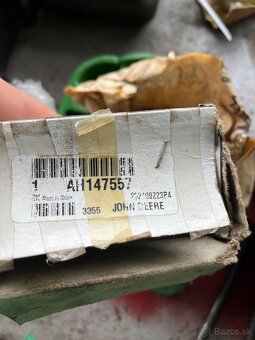 1 AH147557
Made in China
3355 JOHN DEERE
bazos.sk